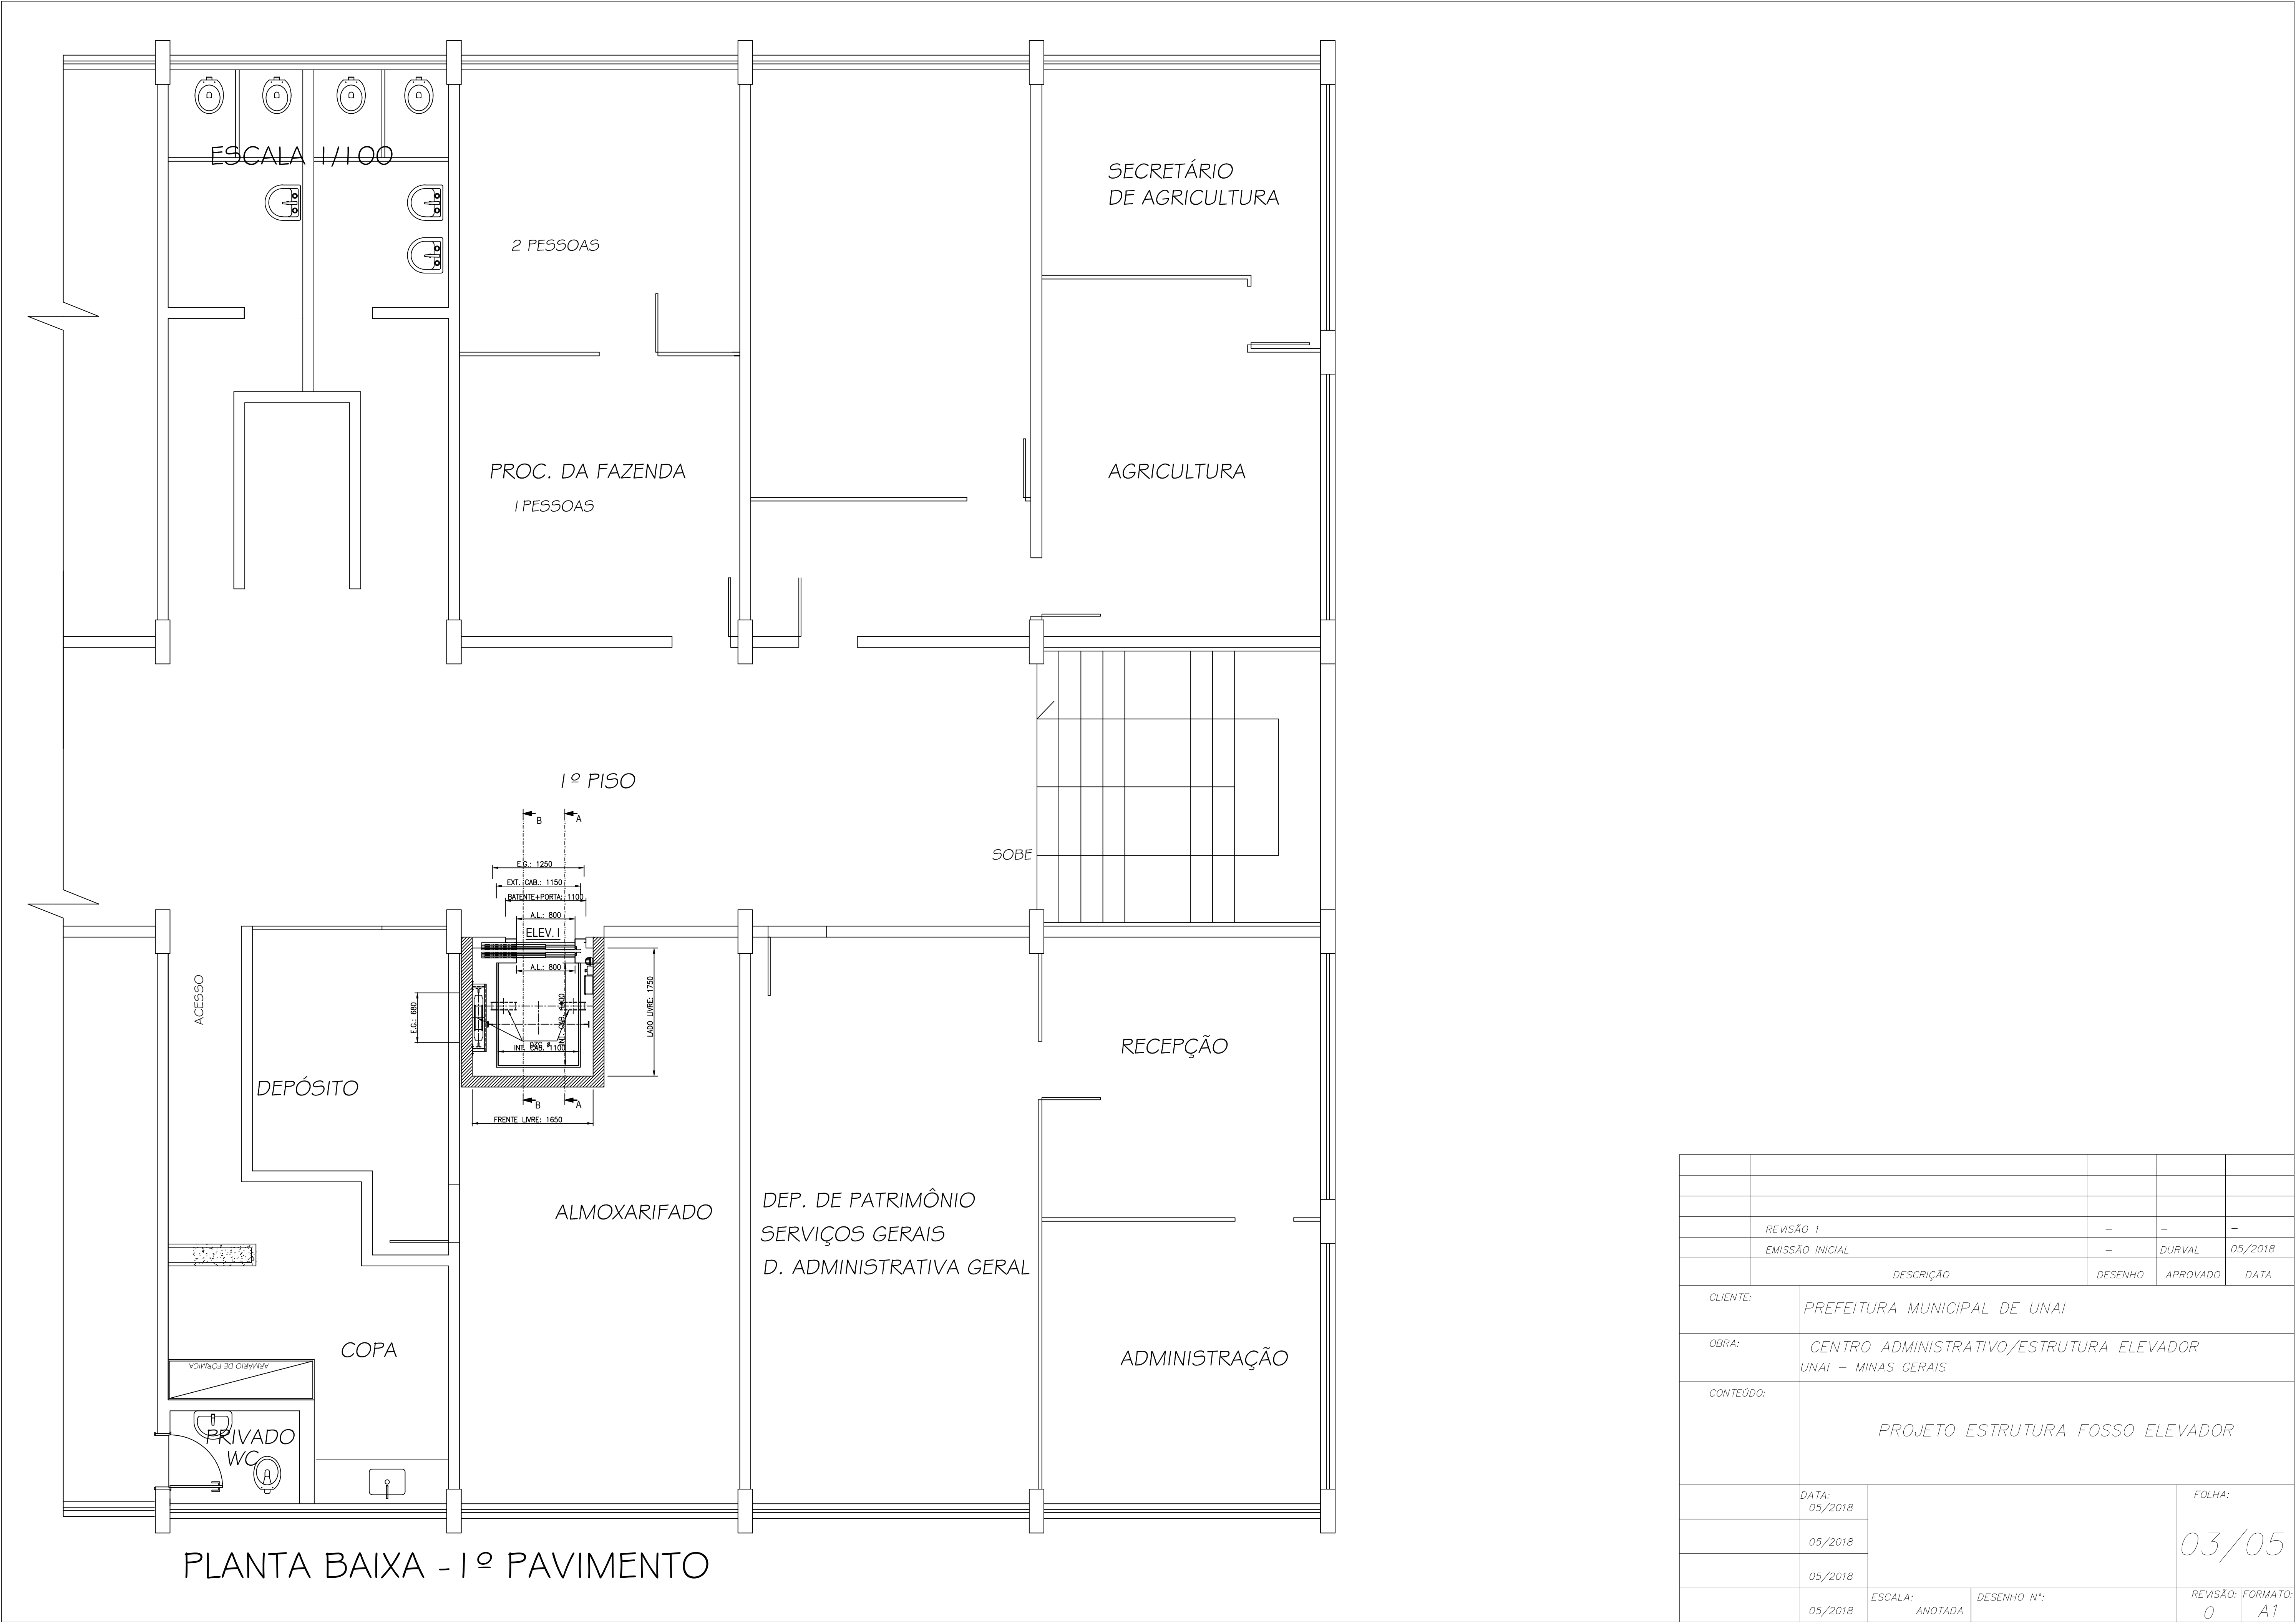 ESCALA 1/100
SECRETÁRIO
DE AGRICULTURA
2 PESSOAS
PROC. DA FAZENDA
1 PESSOAS
AGRICULTURA
1º PISO
B
A
SOBE
E.G.: 1250
EXT. CAB.: 1150
BATENTE+PORTA: 1100
A.L.: 800
ELEV. I
A.L.: 800
ACESSO
E.G.: 680
LADO LIVRE: 1750
INT. CAB. 1100
RECEPÇÃO
DEPÓSITO
B
A
FRENTE LIVRE: 1650
ALMOXARIFADO
DEP. DE PATRIMÔNIO
SERVIÇOS GERAIS
D. ADMINISTRATIVA GERAL
COPA
ADMINISTRAÇÃO
ARMÁRIO DE FÓRMICA
PRIVADO
WC
PLANTA BAIXA - 1º PAVIMENTO
REVISÃO 1 - - -
EMISSÃO INICIAL - DURVAL 05/2018
DESCRIÇÃO DESENHO APROVADO DATA
CLIENTE:
PREFEITURA MUNICIPAL DE UNAI
OBRA:
CENTRO ADMINISTRATIVO/ESTRUTURA ELEVADOR
UNAI - MINAS GERAIS
CONTEÚDO:
PROJETO ESTRUTURA FOSSO ELEVADOR
DATA:
05/2018
05/2018
05/2018
05/2018
ESCALA:
ANOTADA
DESENHO Nº:
FOLHA:
03/05
REVISÃO:
0
FORMATO:
A1